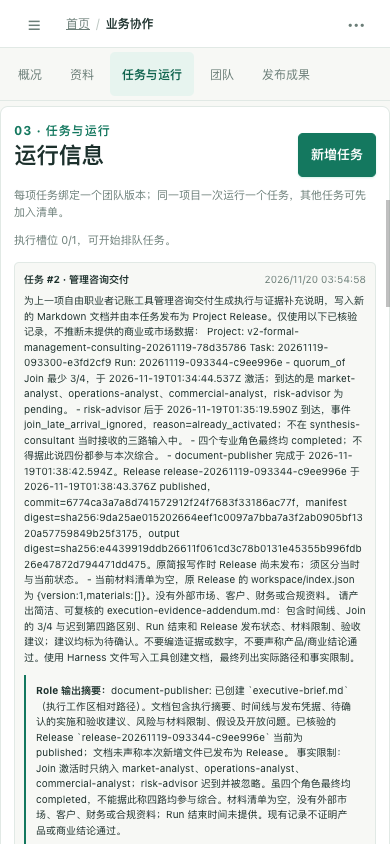 首页 / 业务协作
概况 资料 任务与运行 团队 发布成果
03 · 任务与运行
运行信息
新增任务
每项任务绑定一个团队版本；同一项目一次运行一个任务，其他任务可先
加入清单。
执行槽位 0/1，可开始排队任务。
任务 #2 · 管理咨询交付 2026/11/20 03:54:58
为上一项自由职业者记账工具管理咨询交付生成执行与证据补充说明，写入新
的 Markdown 文档并由本任务发布为 Project Release。仅使用以下已核验
记录，不推断未提供的商业或市场数据： Project: v2-formal-
management-consulting-20261119-78d35786 Task: 20261119-
093300-e3fd2cf9 Run: 20261119-093344-c9ee996e - quorum_of
Join 最少 3/4，于 2026-11-19T01:34:44.537Z 激活；到达的是 market-
analyst、operations-analyst、commercial-analyst，risk-advisor 为
pending。 - risk-advisor 后于 2026-11-19T01:35:19.590Z 到达，事件
join_late_arrival_ignored，reason=already_activated；不在 synthesis-
consultant 当时接收的三路输入中。 - 四个专业角色最终均 completed；不
得据此说四份都参与本次综合。 - document-publisher 完成于 2026-11-
19T01:38:42.594Z。Release release-20261119-093344-c9ee996e 于
2026-11-19T01:38:43.376Z published，
commit=6774ca3a7a8d741572912f24f7683f33186ac77f，manifest
digest=sha256:9da25ae015202664eef1c0097a7bba7a3f2ab0905bf13
20a57759849b25f3175，output
digest=sha256:e4439919ddb26611f061cd3c78b0131e45355b996fdb
26e47872d794471dd475。原简报写作时 Release 尚未发布；须区分当时
与当前状态。 - 当前材料清单为空，原 Release 的 workspace/index.json
为 {version:1,materials:[]}。没有外部市场、客户、财务或合规资料。 请产
出简洁、可复核的 execution-evidence-addendum.md：包含时间线、Join
的 3/4 与迟到第四路区别、Run 结束和 Release 发布状态、材料限制、验收
建议；建议均标为待确认。不要编造证据或数字，不要声称产品/商业结论通
过。使用 Harness 文件写入工具创建文档，最终列出实际路径和事实限制。
Role 输出摘要：document-publisher: 已创建 `executive-brief.md`
（执行工作区相对路径）。文档包含执行摘要、时间线与发布凭据、待确
认的实施和验收建议、风险与材料限制、假设及开放问题。已核验的
Release `release-20261119-093344-c9ee996e` 当前为
published；文档未声称本次新增文件已发布为 Release。 事实限制：
Join 激活时只纳入 market-analyst、operations-analyst、
commercial-analyst；risk-advisor 迟到并被忽略。虽四个角色最终均
completed，不能据此称四路均参与综合。材料清单为空，没有外部市
场、客户、财务或合规资料；Run 结束时间未提供。现有记录不证明产
品或商业结论通过。